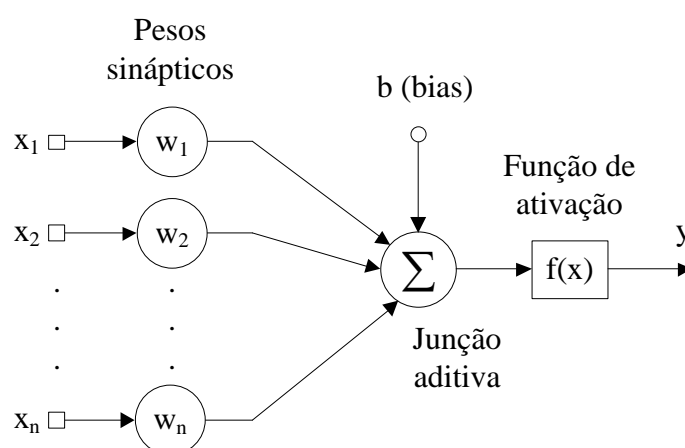 Pesos
sinápticos
b (bias)
x₁
w₁
Função de
ativação
x₂
w₂
y
Σ
f(x)
. .
. .
. .
Junção
aditiva
xₙ
wₙ